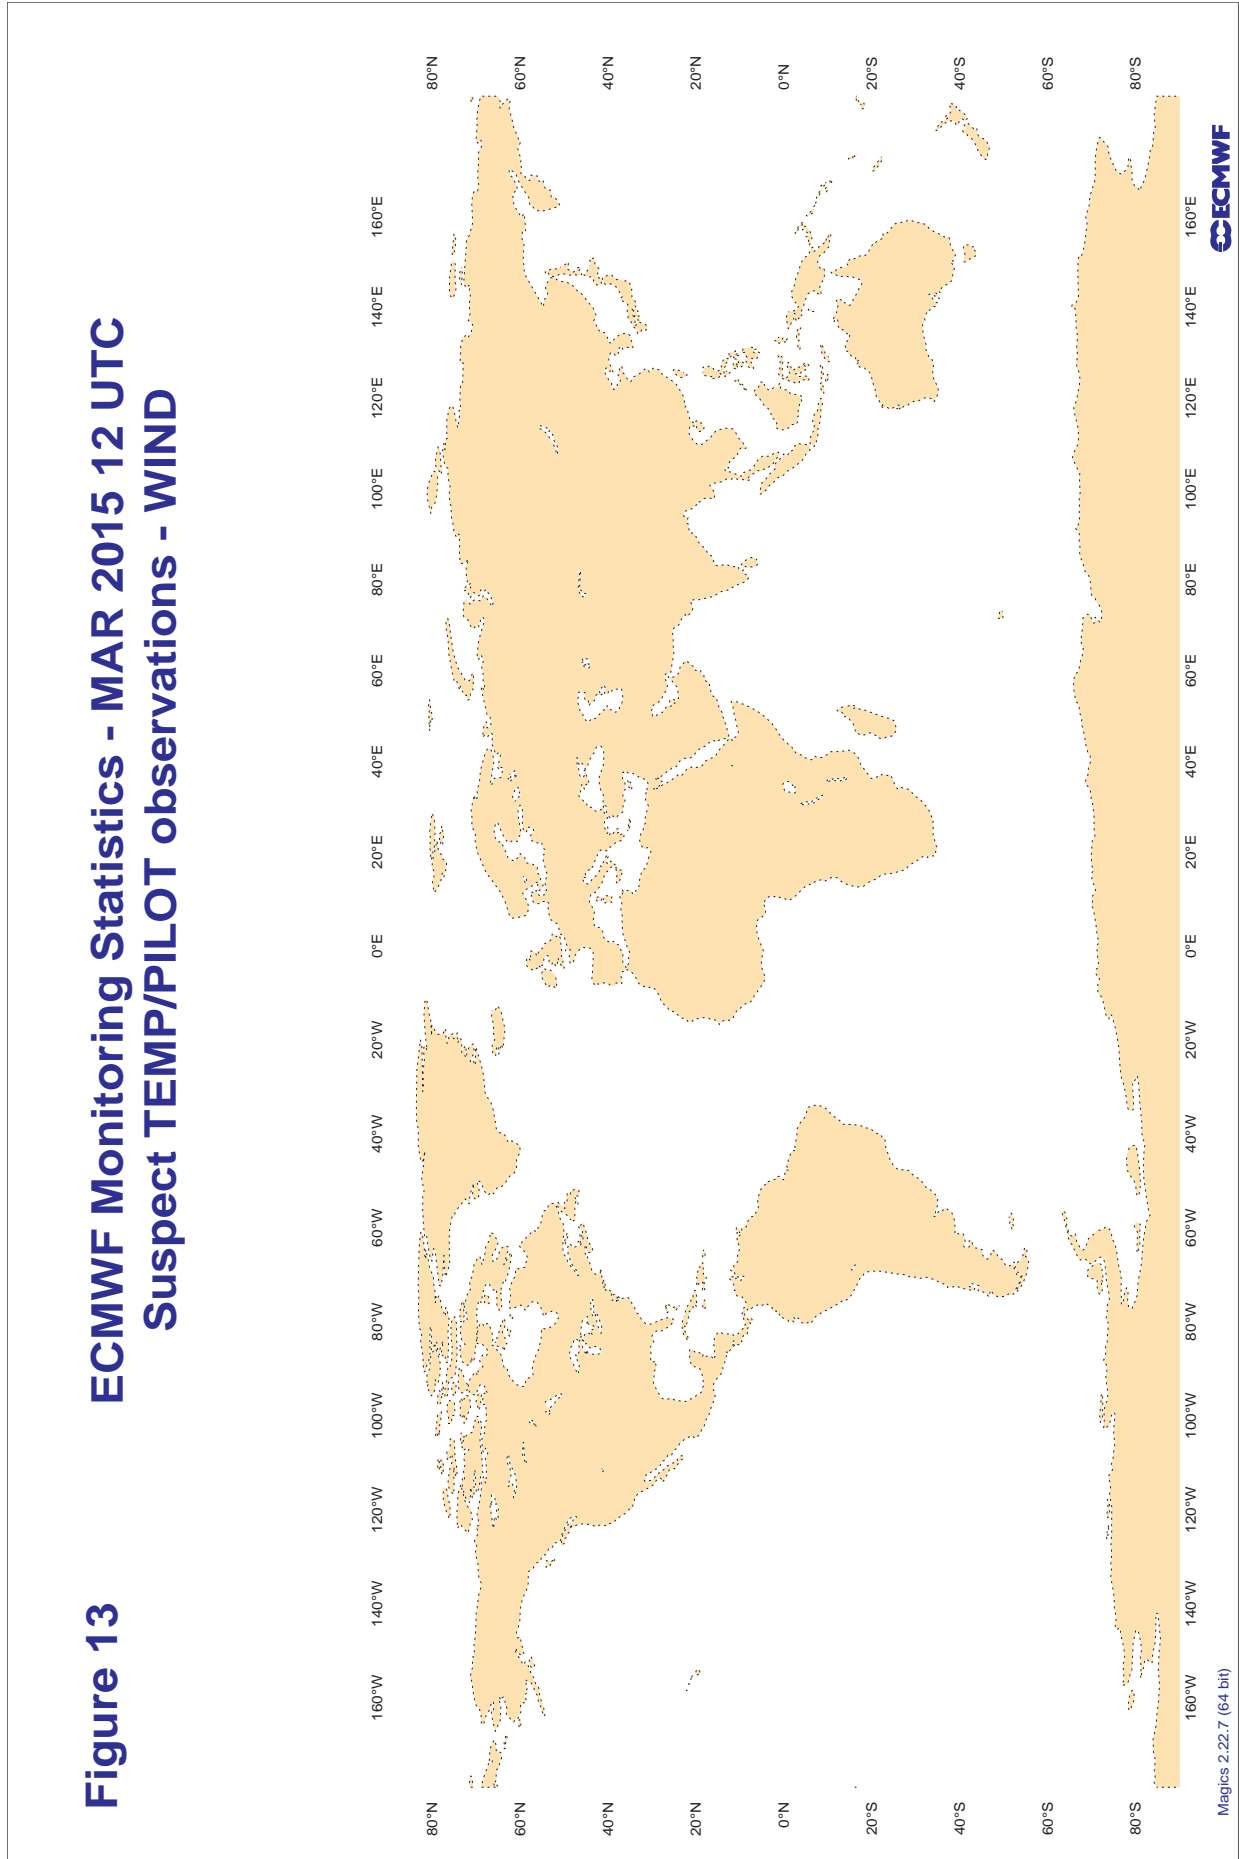 Figure 13
ECMWF Monitoring Statistics - MAR 2015 12 UTC
Suspect TEMP/PILOT observations - WIND
160°W 140°W 120°W 100°W 80°W 60°W 40°W 20°W 0°E 20°E 40°E 60°E 80°E 100°E 120°E 140°E 160°E
80°N 80°N
60°N 60°N
40°N 40°N
20°N 20°N
0°N 0°N
20°S 20°S
40°S 40°S
60°S 60°S
80°S 80°S
160°W 140°W 120°W 100°W 80°W 60°W 40°W 20°W 0°E 20°E 40°E 60°E 80°E 100°E 120°E 140°E 160°E
Magics 2.22.7 (64 bit)
ECMWF